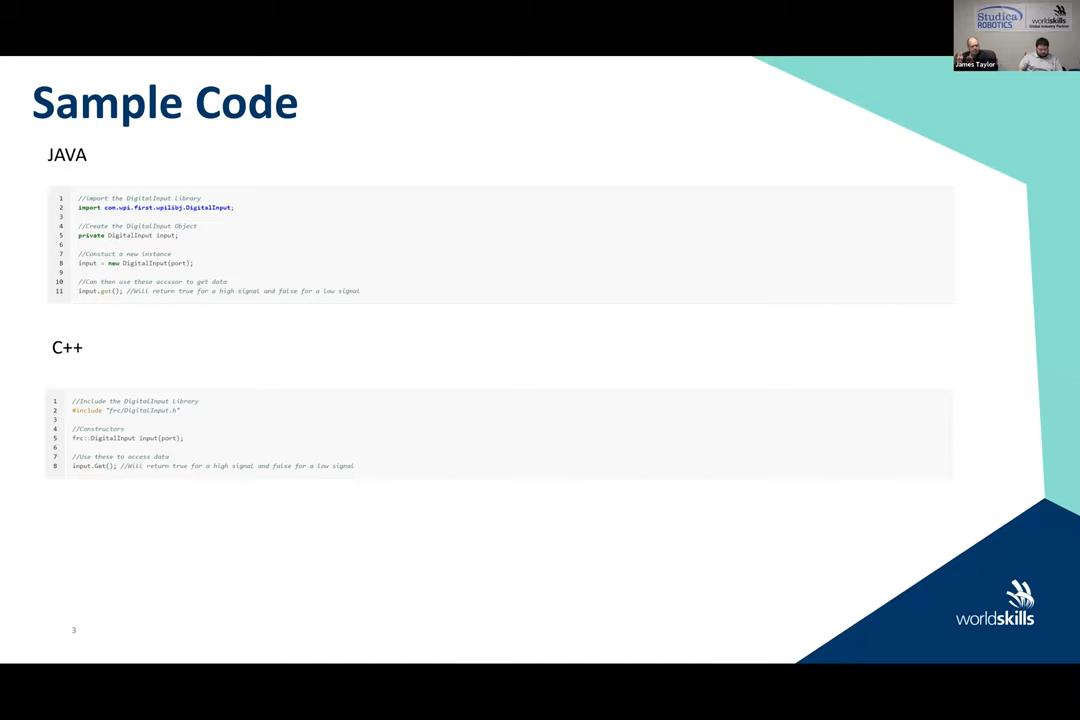 Studica
ROBOTICS
worldskills
Global Industry Partner
James Taylor
Sample Code
JAVA
1 //import the DigitalInput Library
2 import com.wpi.first.wpilibj.DigitalInput;
3
4 //Create the DigitalInput Object
5 private DigitalInput input;
6
7 //Constuct a new instance
8 input = new DigitalInput(port);
9
10 //Can then use these accssor to get data
11 input.get(); //Will return true for a high signal and false for a low signal
C++
1 //Include the DigitalInput Library
2 #include "frc/DigitalInput.h"
3
4 //Constructors
5 frc::DigitalInput input(port);
6
7 //Use these to access data
8 input.Get(); //Will return true for a high signal and false for a low signal
worldskills
3